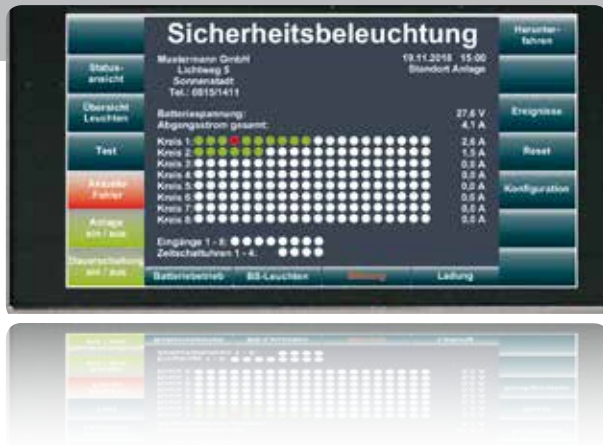 Sicherheitsbeleuchtung
Mustermann GmbH
Lichtweg 5
Sonnenstadt
Tel.: 0815/1411
19.11.2018 15:00
Standort Anlage
Batteriespannung: 27,6 V
Abgangsstrom gesamt: 4,1 A
Kreis 1: 2,6 A
Kreis 2: 1,5 A
Kreis 3: 0,0 A
Kreis 4: 0,0 A
Kreis 5: 0,0 A
Kreis 6: 0,0 A
Kreis 7: 0,0 A
Kreis 8: 0,0 A
Eingänge 1 - 8:
Zeitschaltuhren 1 - 4:
Batteriebetrieb
BS-Leuchten
Störung
Ladung
Status-
ansicht
Übersicht
Leuchten
Test
Aktuelle
Fehler
Anlage
ein / aus
Dauerschaltung
ein / aus
Herunter-
fahren
Ereignisse
Reset
Konfiguration